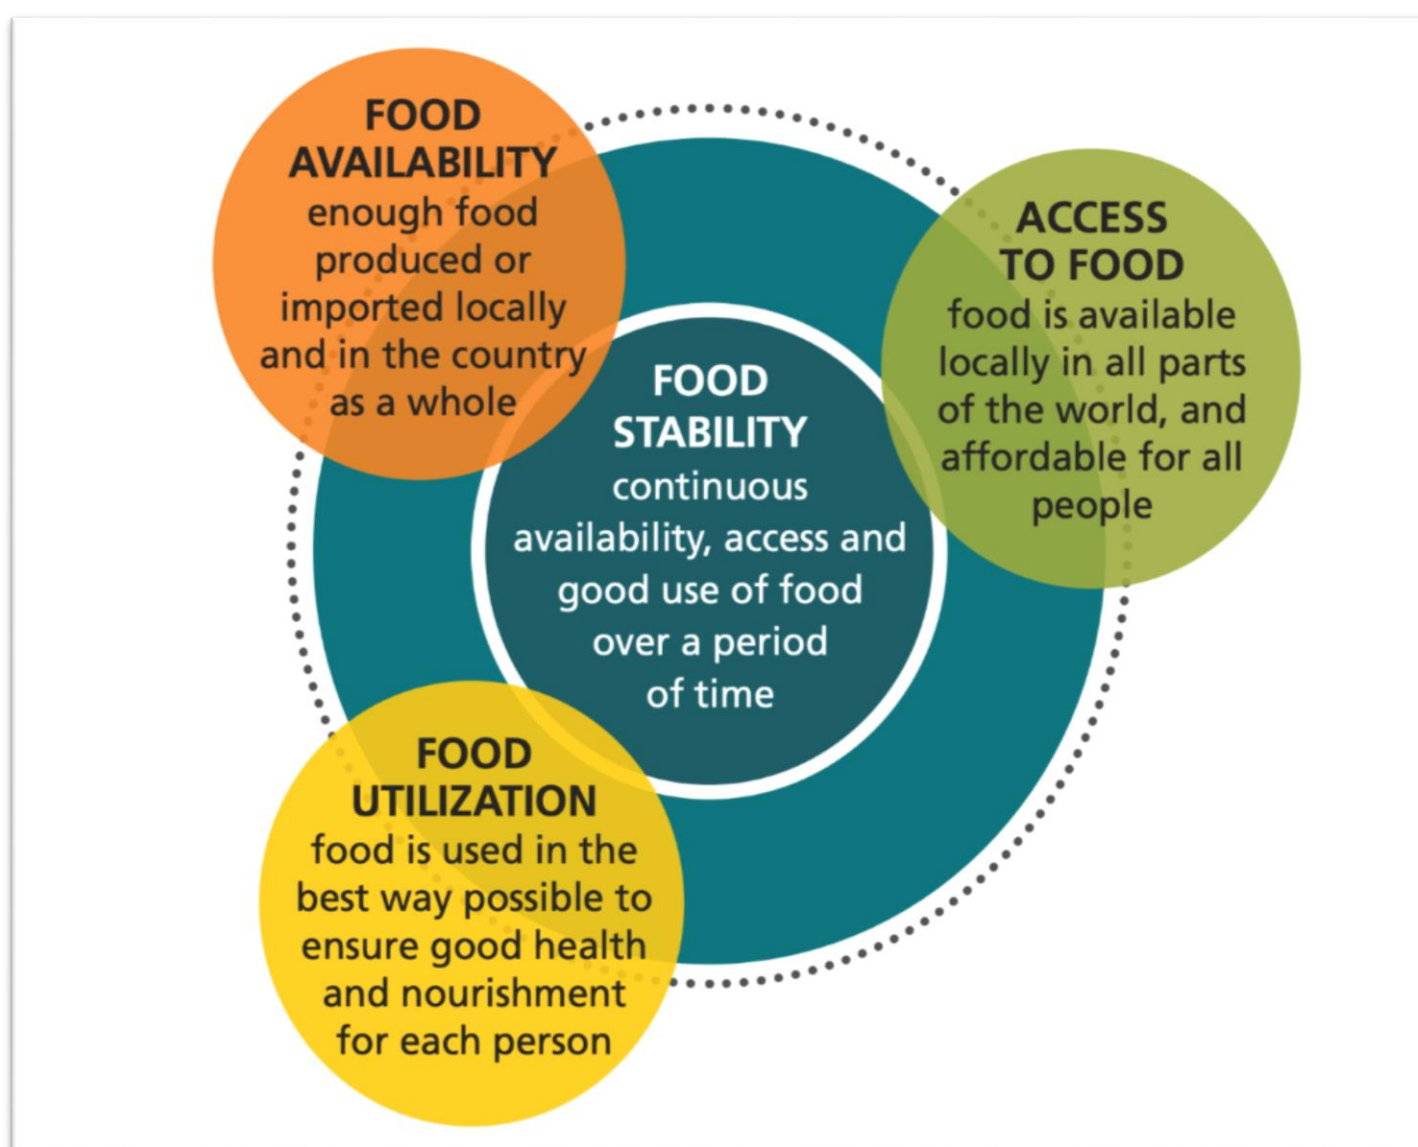 FOOD
AVAILABILITY
enough food
produced or
imported locally
and in the country
as a whole
ACCESS
TO FOOD
food is available
locally in all parts
of the world, and
affordable for all
people
FOOD
STABILITY
continuous
availability, access and
good use of food
over a period
of time
FOOD
UTILIZATION
food is used in the
best way possible to
ensure good health
and nourishment
for each person